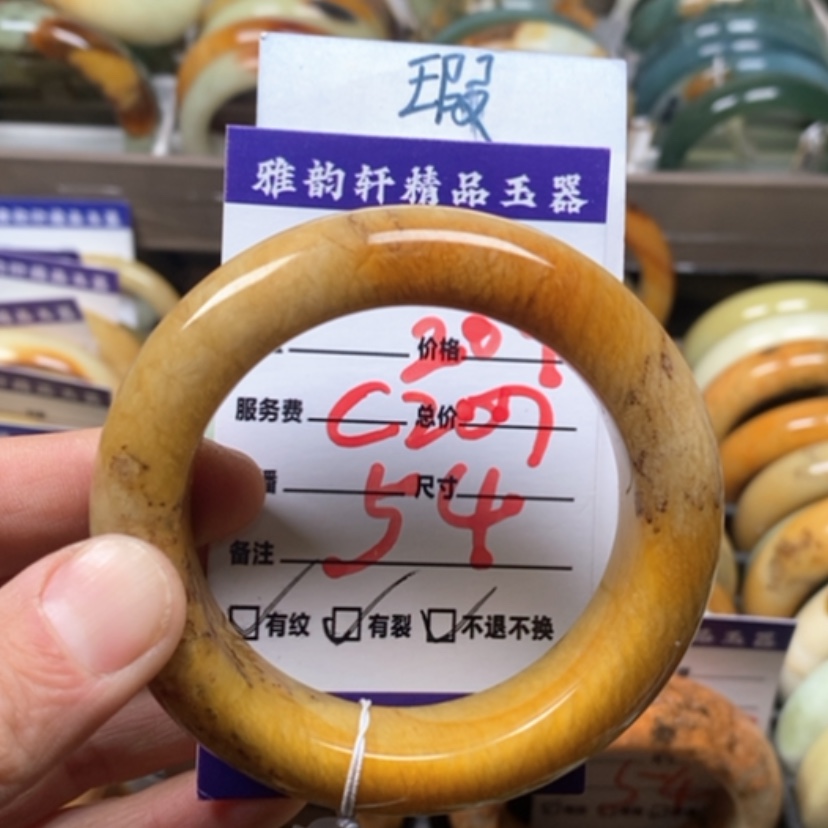 瑕
雅韵轩精品玉器
价格
服务费 总价
播 尺寸 54
备注
有纹 有裂 不退不换